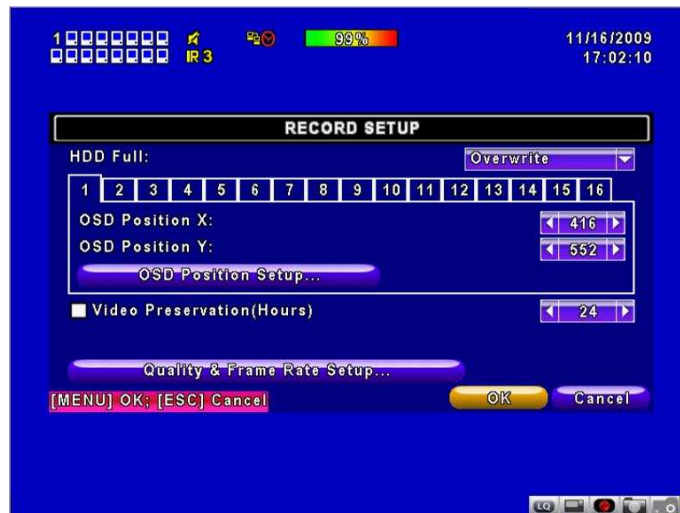 1
IR 3
99%
11/16/2009
17:02:10
RECORD SETUP
HDD Full:
Overwrite
1 2 3 4 5 6 7 8 9 10 11 12 13 14 15 16
OSD Position X:
416
OSD Position Y:
552
OSD Position Setup...
Video Preservation(Hours)
24
Quality & Frame Rate Setup...
[MENU] OK; [ESC] Cancel
OK
Cancel
LQ